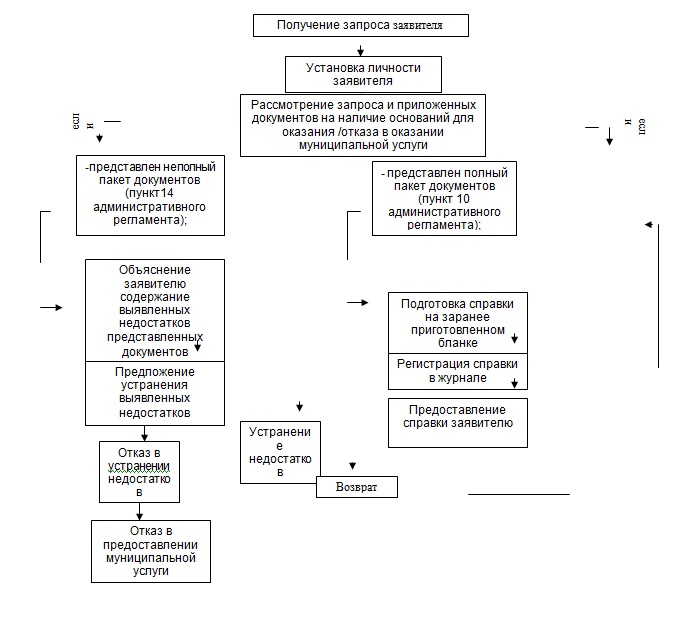 Получение запроса заявителя
Установка личности
заявителя
Рассмотрение запроса и приложенных
документов на наличие оснований для
оказания /отказа в оказании
муниципальной услуги
есл
и
есл
и
-представлен неполный
пакет документов
(пункт14
административного
регламента);
- представлен полный
пакет документов
(пункт 10
административного
регламента);
Объяснение
заявителю
содержание
выявленных
недостатков
представленных
документов
Предложение
устранения
выявленных
недостатков
Подготовка справки
на заранее
приготовленном
бланке
Регистрация справки
в журнале
Предоставление
справки заявителю
Отказ в
устранении
недостатко
в
Устранени
е
недостатко
в
Возврат
Отказ в
предоставлении
муниципальной
услуги